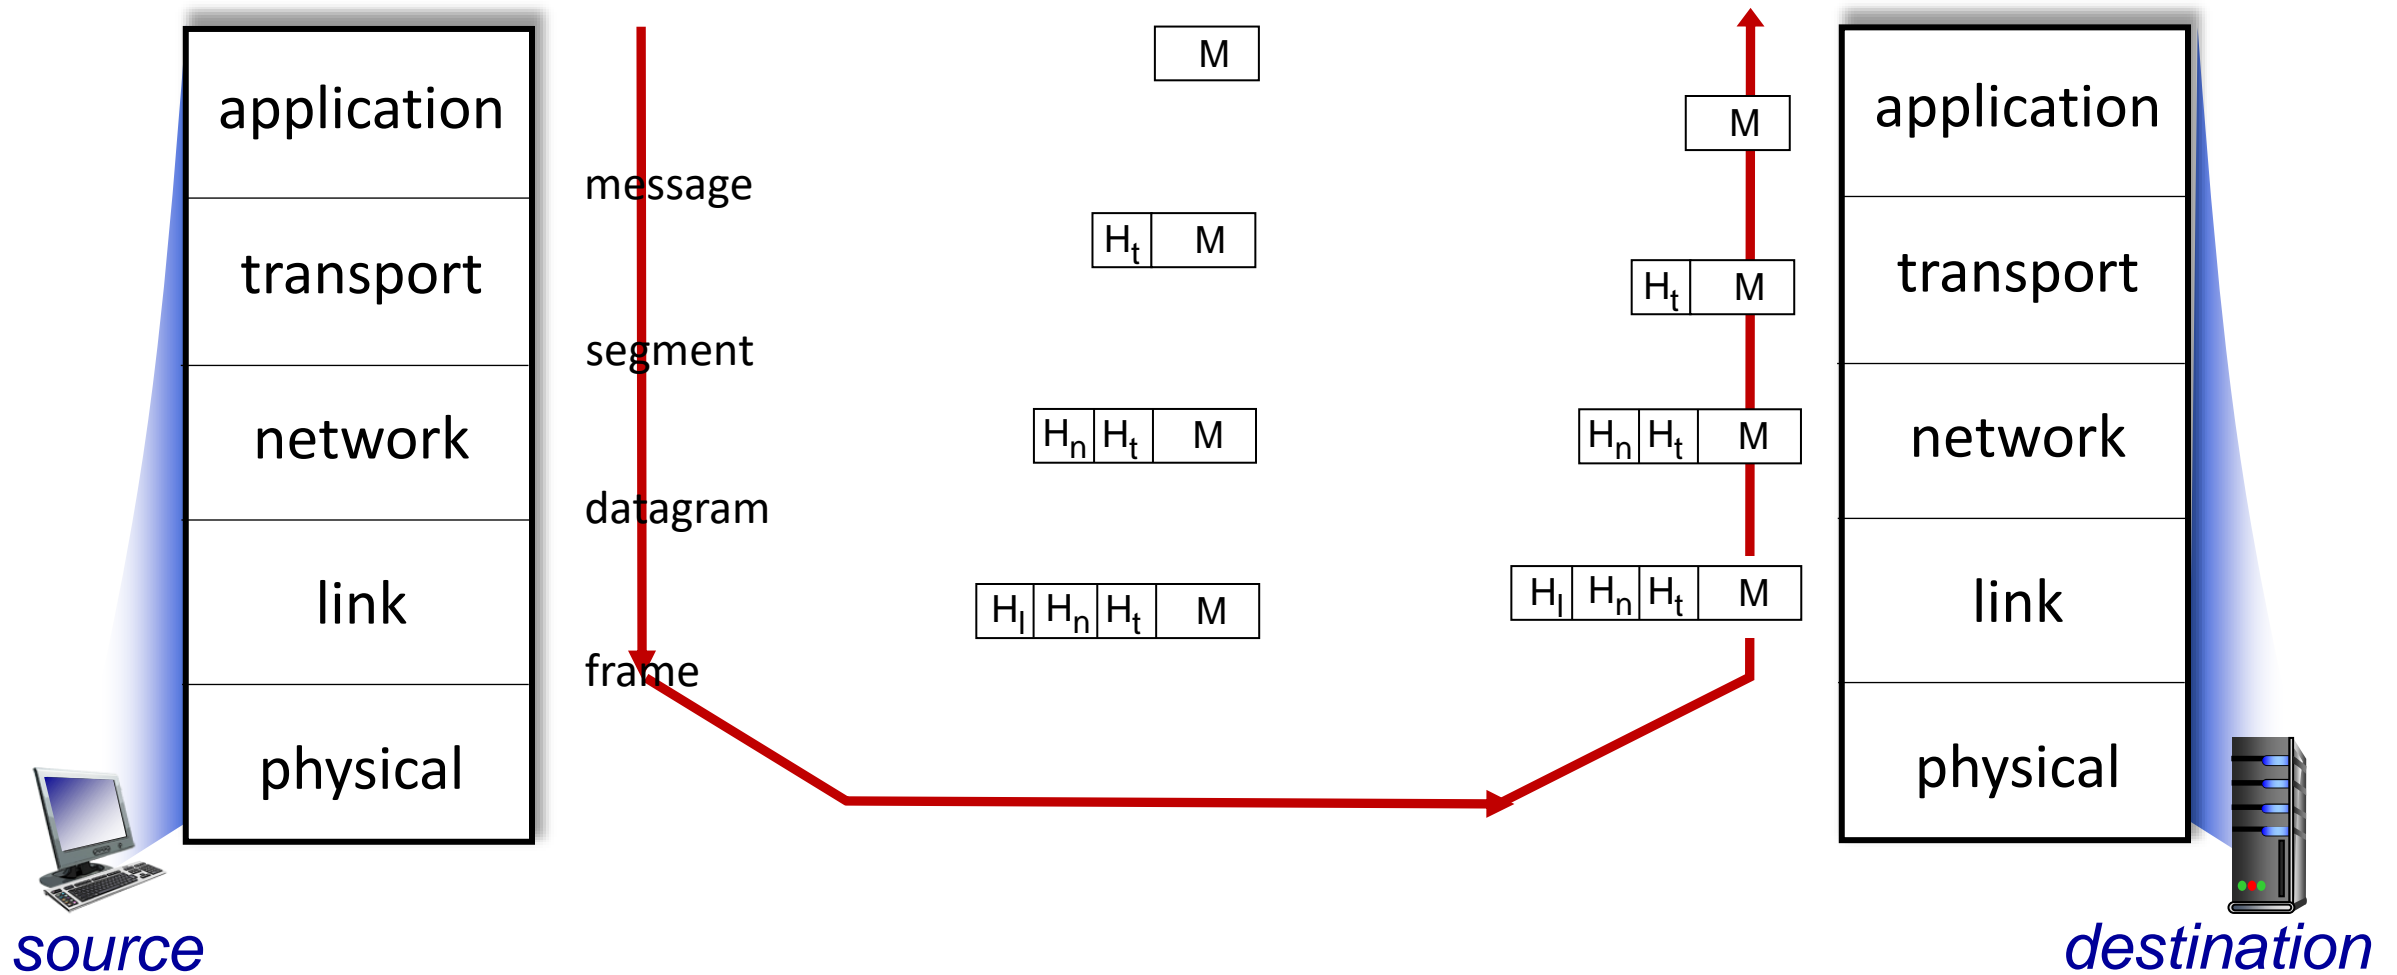 application
transport
network
link
physical
source
message
segment
datagram
frame
M
Ht M
Hn Ht M
Hl Hn Ht M
M
Ht M
Hn Ht M
Hl Hn Ht M
application
transport
network
link
physical
destination